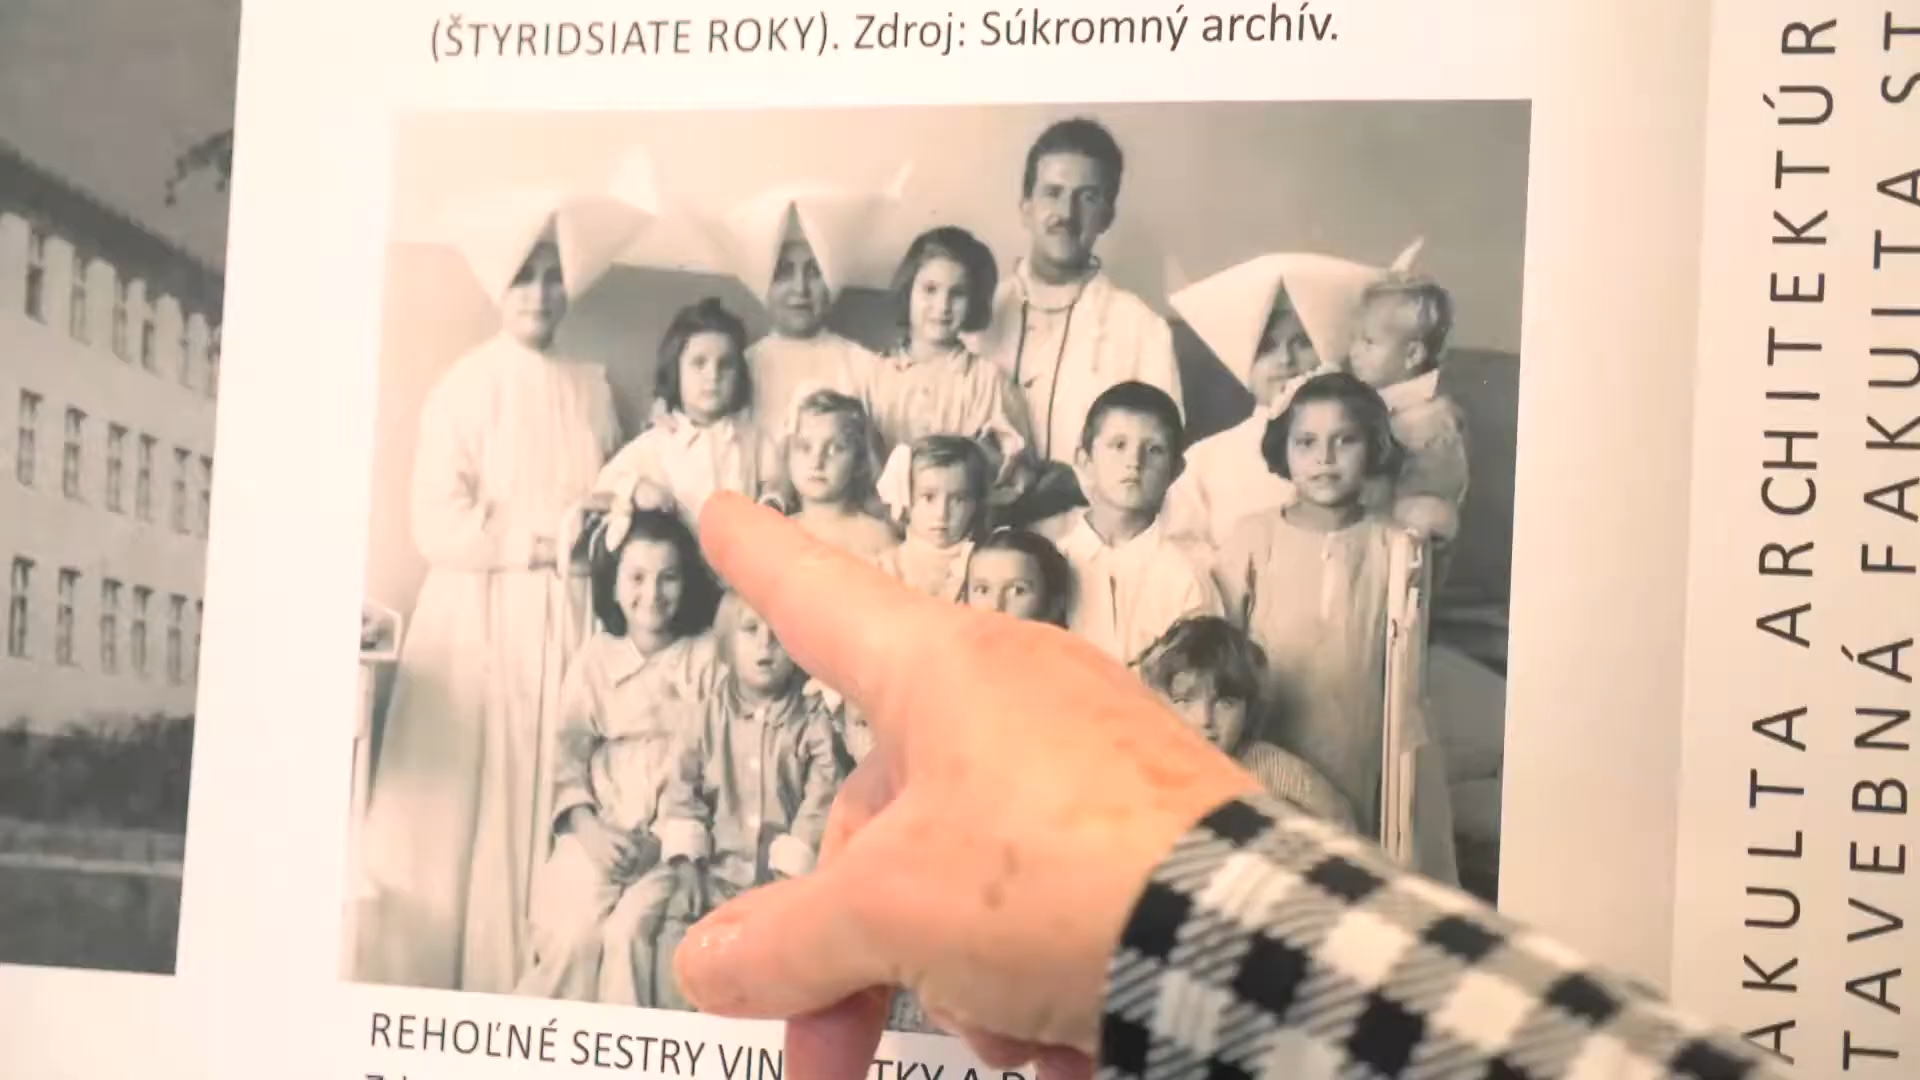 (ŠTYRIDSIATE ROKY). Zdroj: Súkromný archív.
REHOĽNÉ SESTRY VIN
AKULTA ARCHITEKTÚR
TAVEBNÁ FAKULTA ST